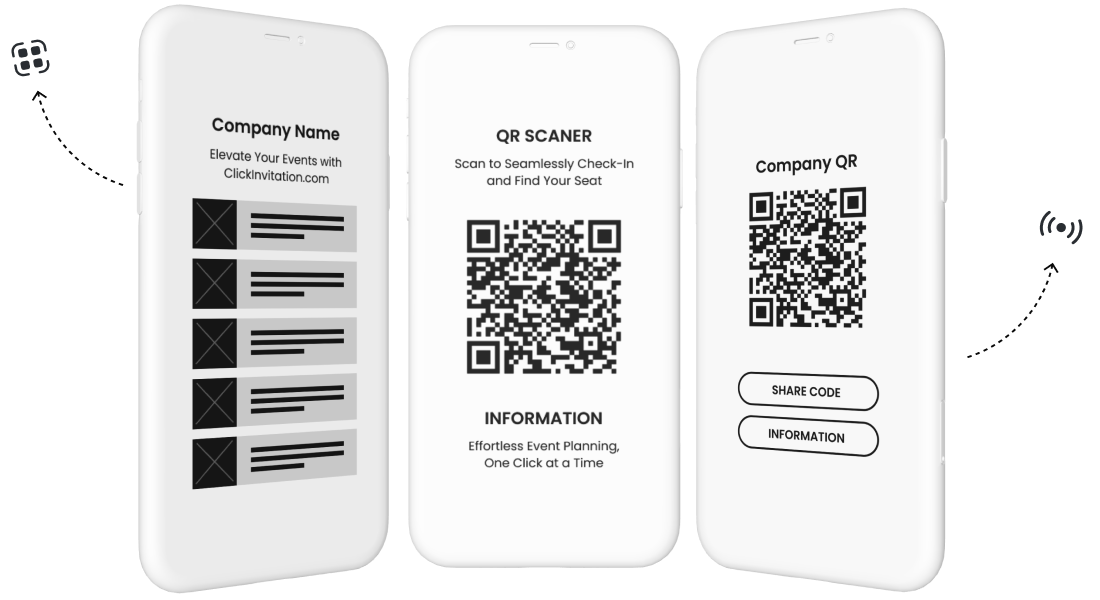 Company Name
Elevate Your Events with
ClickInvitation.com
QR SCANER
Scan to Seamlessly Check-In
and Find Your Seat
INFORMATION
Effortless Event Planning,
One Click at a Time
Company QR
SHARE CODE
INFORMATION